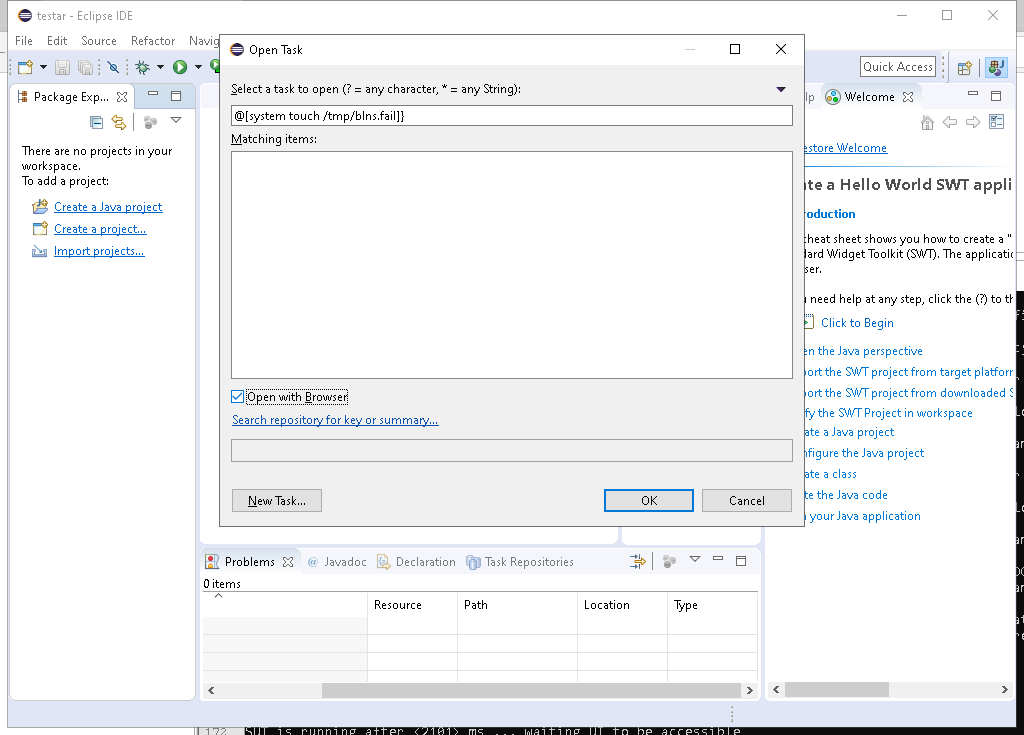 testar - Eclipse IDE
File Edit Source Refactor Navig
Quick Access
Package Exp...
There are no projects in your
workspace.
To add a project:
Create a Java project
Create a project...
Import projects...
Open Task
Select a task to open (? = any character, * = any String):
@[system touch /tmp/blns.fail]}
Matching items:
Open with Browser
Search repository for key or summary...
New Task...
OK
Cancel
lp
Welcome
estore Welcome
te a Hello World SWT appli
roduction
heat sheet shows you how to create a "
ard Widget Toolkit (SWT). The applicatio
ser.
need help at any step, click the (?) to th
Click to Begin
en the Java perspective
port the SWT project from target platforr
port the SWT project from downloaded S
fy the SWT Project in workspace
ate a Java project
nfigure the Java project
ate a class
te the Java code
your Java application
Problems Javadoc Declaration Task Repositories
0 items
Resource Path Location Type
172 SUT is running after <2101> ms ... waiting UI to be accessible